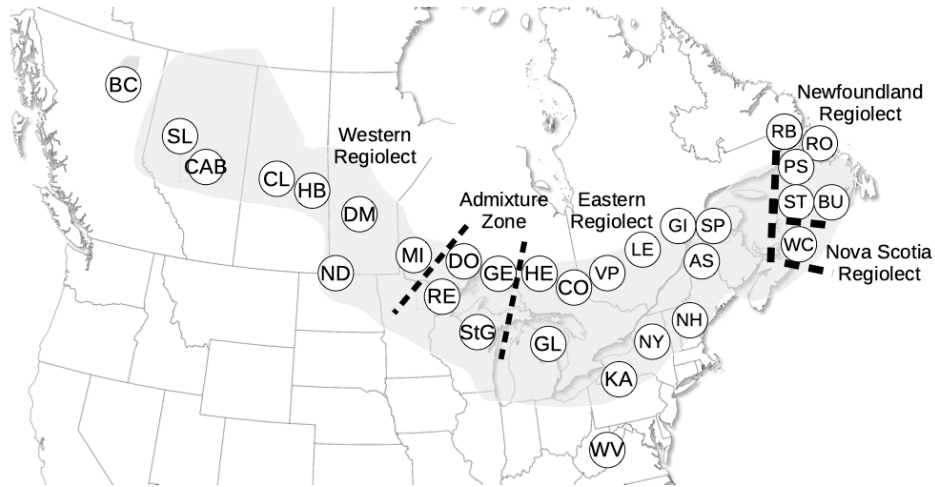 BC
SL
CAB
CL
HB
DM
ND
Western
Regiolect
MI
Admixture
Zone
DO
RE
GE
StG
Eastern
Regiolect
HE
CO
VP
LE
GI
SP
AS
GL
NH
NY
KA
WV
Newfoundland
Regiolect
RB
RO
PS
ST
BU
WC
Nova Scotia
Regiolect